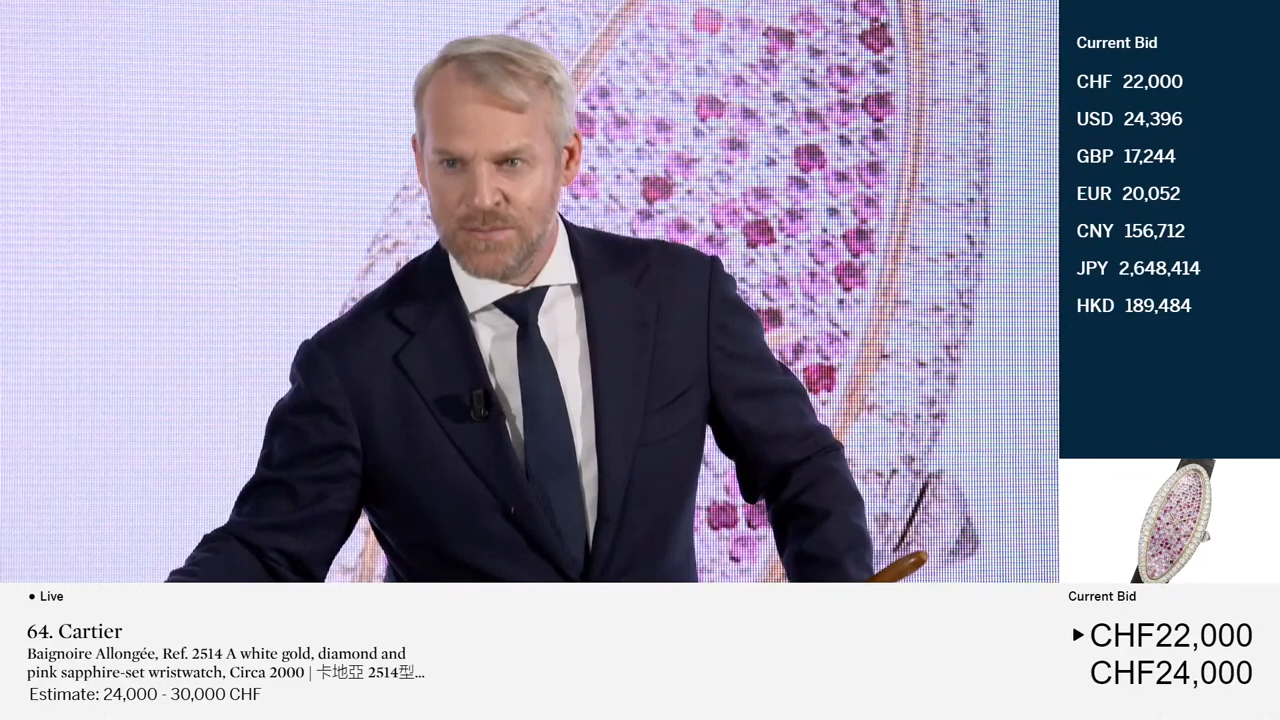 Current Bid
CHF 22,000
USD 24,396
GBP 17,244
EUR 20,052
CNY 156,712
JPY 2,648,414
HKD 189,484
• Live
64. Cartier
Baignoire Allongée, Ref. 2514 A white gold, diamond and
pink sapphire-set wristwatch, Circa 2000 | 卡地亞 2514型...
Estimate: 24,000 - 30,000 CHF
Current Bid
CHF22,000
CHF24,000